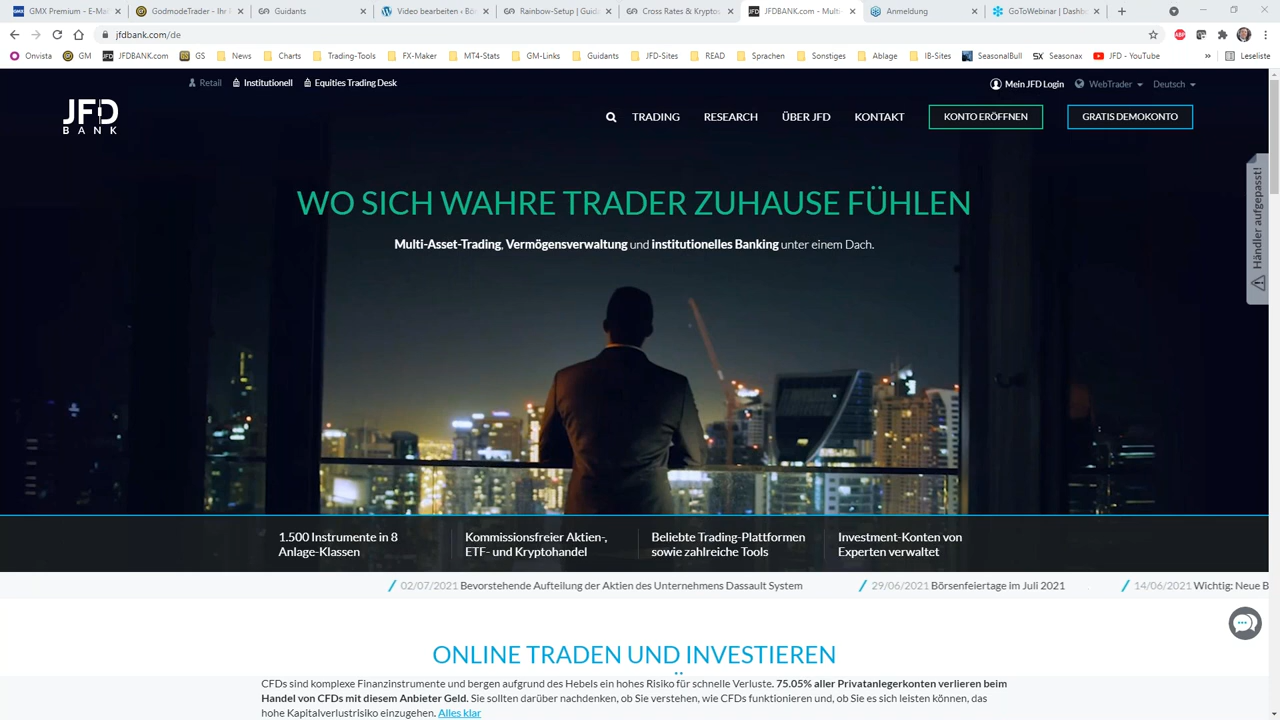 GMX Premium - E-Mai
GodmodeTrader - Ihr F
Guidants
Video bearbeiten ‹ Bör
Rainbow-Setup | Guid
Cross Rates & Kryptou
JFDBANK.com - Multi-
Anmeldung
GoToWebinar | Dashb
jfdbank.com/de
Onvista
GM
JFDBANK.com
GS
News
Charts
Trading-Tools
FX-Maker
MT4-Stats
GM-Links
Guidants
JFD-Sites
READ
Sprachen
Sonstiges
Ablage
IB-Sites
SeasonalBull
Seasonax
JFD - YouTube
»
Leseliste
Retail
Institutionell
Equities Trading Desk
Mein JFD Login
WebTrader
Deutsch
JFD
BANK
TRADING
RESEARCH
ÜBER JFD
KONTAKT
KONTO ERÖFFNEN
GRATIS DEMOKONTO
Händler aufgepasst!
WO SICH WAHRE TRADER ZUHAUSE FÜHLEN
Multi-Asset-Trading, Vermögensverwaltung und institutionelles Banking unter einem Dach.
1.500 Instrumente in 8
Anlage-Klassen
Kommissionsfreier Aktien-,
ETF- und Kryptohandel
Beliebte Trading-Plattformen
sowie zahlreiche Tools
Investment-Konten von
Experten verwaltet
02/07/2021 Bevorstehende Aufteilung der Aktien des Unternehmens Dassault System
29/06/2021 Börsenfeiertage im Juli 2021
14/06/2021 Wichtig: Neue B
ONLINE TRADEN UND INVESTIEREN
CFDs sind komplexe Finanzinstrumente und bergen aufgrund des Hebels ein hohes Risiko für schnelle Verluste. 75.05% aller Privatanlegerkonten verlieren beim
Handel von CFDs mit diesem Anbieter Geld. Sie sollten darüber nachdenken, ob Sie verstehen, wie CFDs funktionieren und, ob Sie es sich leisten können, das
hohe Kapitalverlustrisiko einzugehen. Alles klar